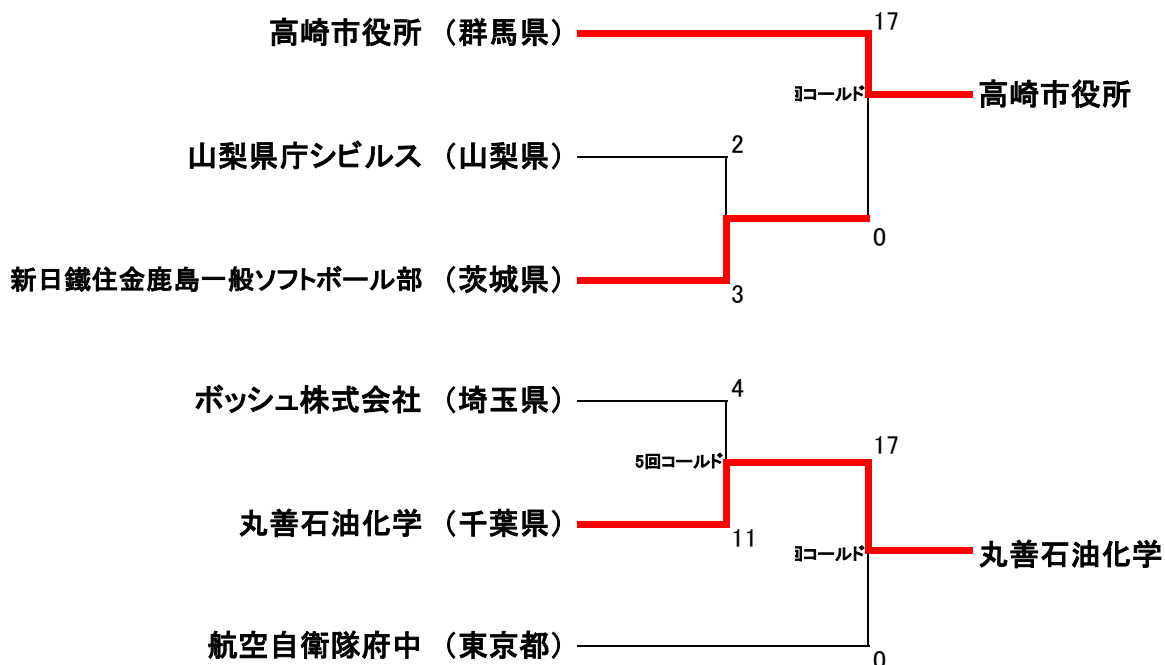 高崎市役所 （群馬県）
17
回コールド
高崎市役所
山梨県庁シビルス （山梨県）
2
0
新日鐵住金鹿島一般ソフトボール部 （茨城県）
3
ボッシュ株式会社 （埼玉県）
4
17
5回コールド
丸善石油化学 （千葉県）
11
回コールド
丸善石油化学
航空自衛隊府中 （東京都）
0